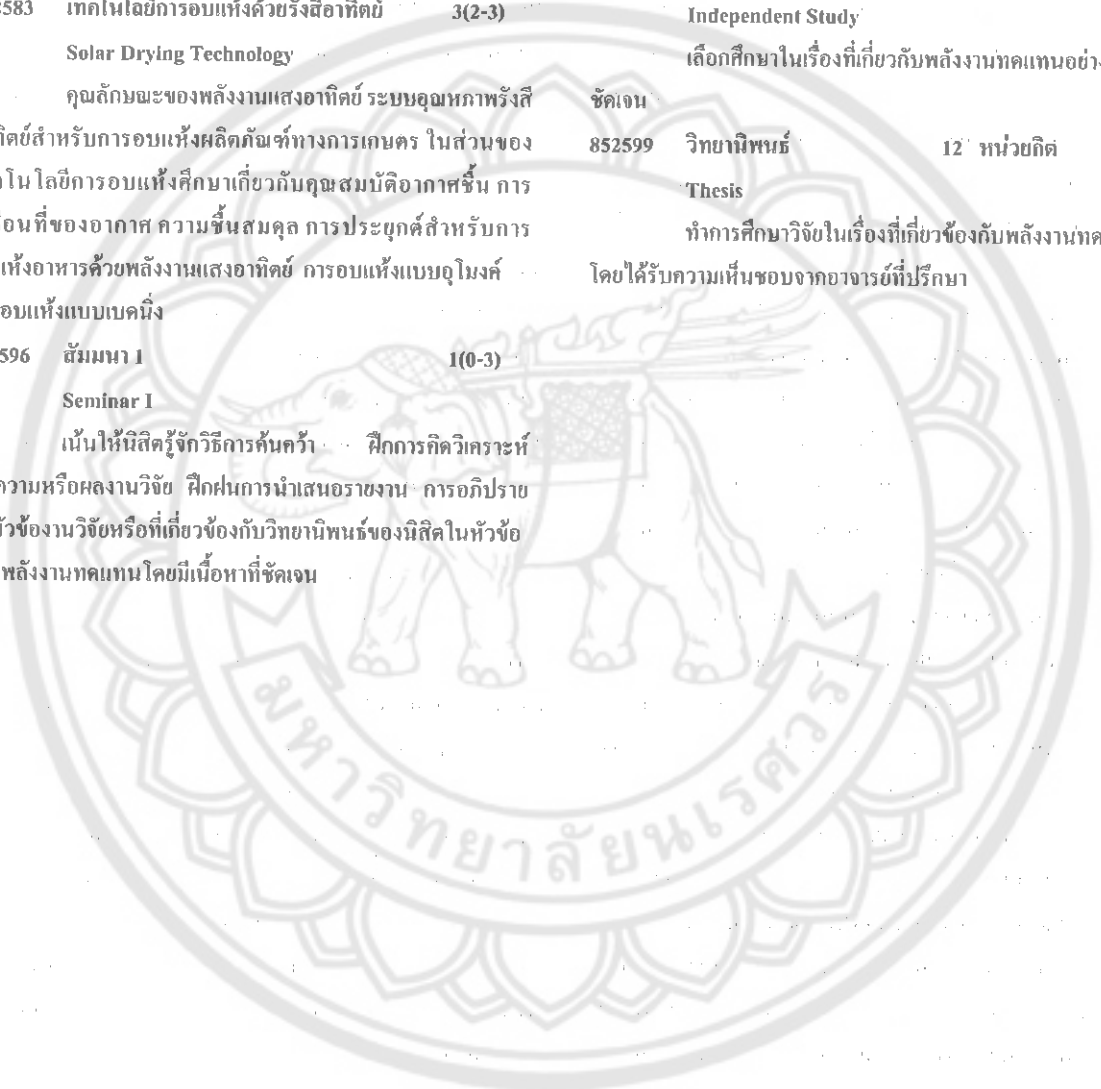 583 เทคโนโลยีการอบแห้งด้วยรังสีอาทิตย์ 3(2-3)
Solar Drying Technology
คุณลักษณะของพลังงานแสงอาทิตย์ ระบบอุณหภาพรังสี
ทิตย์สำหรับการอบแห้งผลิตภัณฑ์ทางการเกษตร ในส่วนของ
โนโลยีการอบแห้งศึกษาเกี่ยวกับคุณสมบัติอากาศชื้น การ
อนที่ของอากาศ ความชื้นสมดุล การประยุกต์สำหรับการ
แห้งอาหารด้วยพลังงานแสงอาทิตย์ การอบแห้งแบบอุโมงค์
อบแห้งแบบเบคนิ่ง
596 สัมมนา 1 1(0-3)
Seminar I
เน้นให้นิสิตรู้จักวิธีการค้นคว้า ฝึกการคิดวิเคราะห์
ความหรือผลงานวิจัย ฝึกฝนการนำเสนอรายงาน การอภิปราย
ัวข้องานวิจัยหรือที่เกี่ยวข้องกับวิทยานิพนธ์ของนิสิตในหัวข้อ
พลังงานทดแทนโดยมีเนื้อหาที่ชัดเจน
Independent Study
เลือกศึกษาในเรื่องที่เกี่ยวกับพลังงานทดแทนอย่าง
ชัดเจน
852599 วิทยานิพนธ์ 12 หน่วยกิต
Thesis
ทำการศึกษาวิจัยในเรื่องที่เกี่ยวข้องกับพลังงานทด
โดยได้รับความเห็นชอบจากอาจารย์ที่ปรึกษา
มหาวิทยาลัยนเรศวร